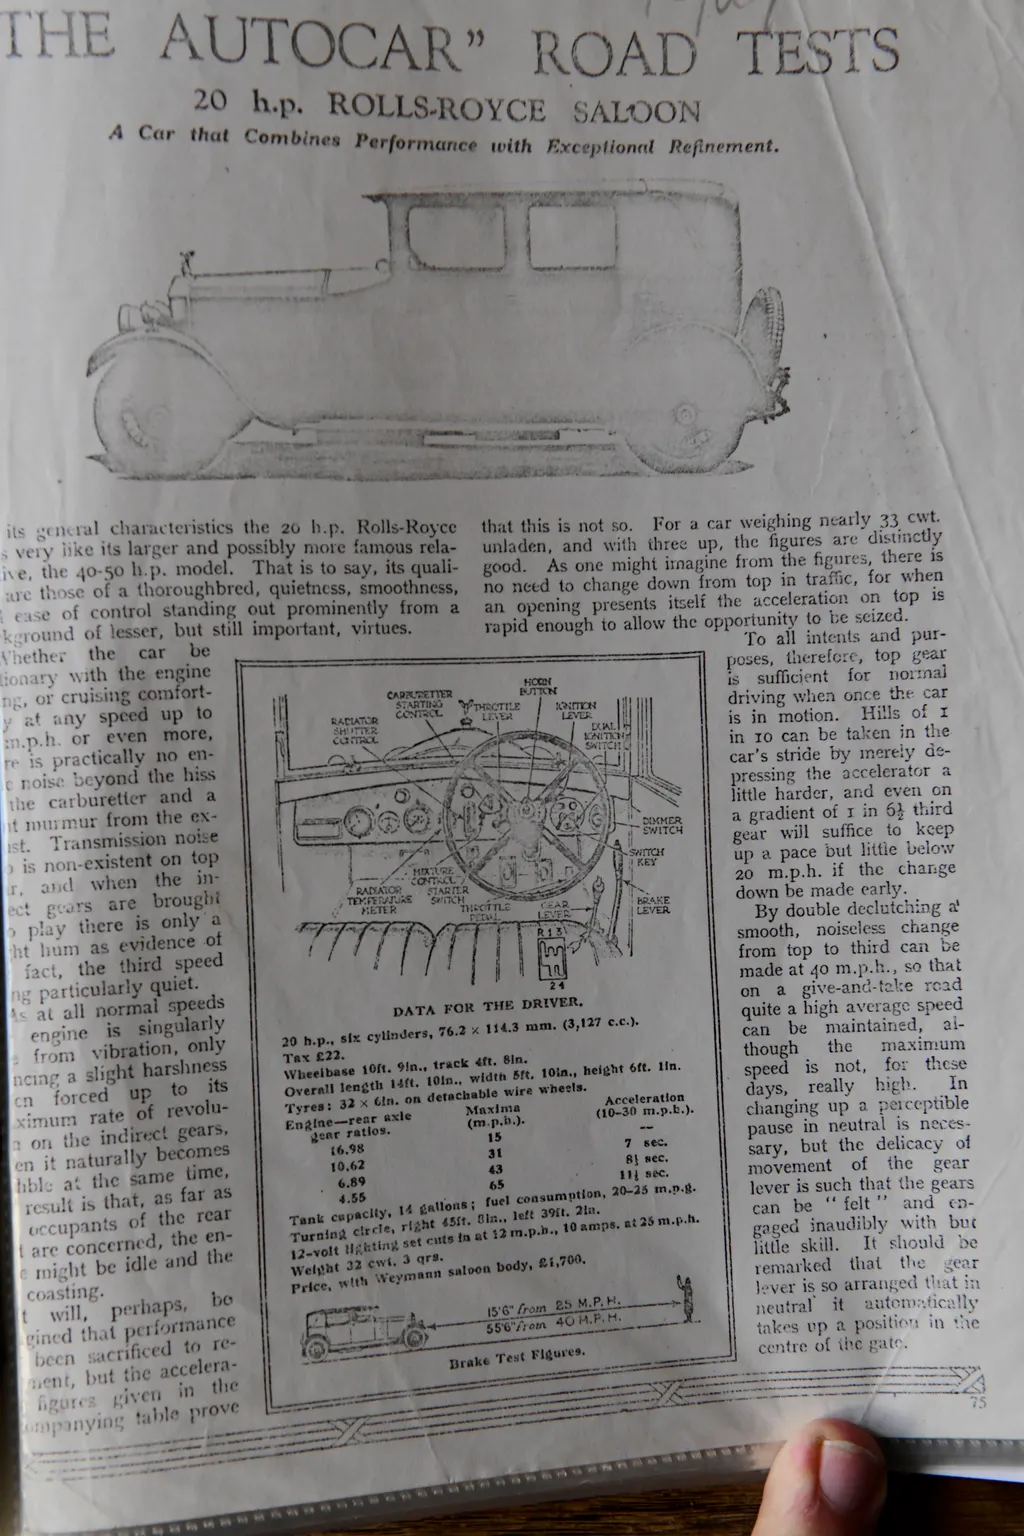 THE AUTOCAR” ROAD TESTS
20 h.p. ROLLS-ROYCE SALOON
A Car that Combines Performance with Exceptional Refinement.
its general characteristics the 20 h.p. Rolls-Royce
very like its larger and possibly more famous rela-
the 40-50 h.p. model. That is to say, its quali-
are those of a thoroughbred, quietness, smoothness,
ease of control standing out prominently from a
kground of lesser, but still important, virtues.
Whether the car be
tionary with the engine
ng, or cruising comfort-
y at any speed up to
m.p.h. or even more,
re is practically no en-
noise beyond the hiss
the carburetter and a
t murmur from the ex-
st. Transmission noise
is non-existent on top
r, and when the in-
ect gears are brought
play there is only a
ht hum as evidence of
fact, the third speed
ng particularly quiet.
As at all normal speeds
engine is singularly
from vibration, only
ncing a slight harshness
en forced up to its
ximum rate of revolu-
on the indirect gears,
en it naturally becomes
ible at the same time,
result is that, as far as
occupants of the rear
t are concerned, the en-
might be idle and the
coasting.
t will, perhaps, be
gined that performance
been sacrificed to re-
ment, but the accelera-
figures given in the
ompanying table prove
that this is not so. For a car weighing nearly 33 cwt.
unladen, and with three up, the figures are distinctly
good. As one might imagine from the figures, there is
no need to change down from top in traffic, for when
an opening presents itself the acceleration on top is
rapid enough to allow the opportunity to be seized.
To all intents and pur-
poses, therefore, top gear
is sufficient for normal
driving when once the car
is in motion. Hills of 1
in 10 can be taken in the
car's stride by merely de-
pressing the accelerator a
little harder, and even on
a gradient of 1 in 6½ third
gear will suffice to keep
up a pace but little below
20 m.p.h. if the change
down be made early.
By double declutching a
smooth, noiseless change
from top to third can be
made at 40 m.p.h., so that
on a give-and-take road
quite a high average speed
can be maintained, al-
though the maximum
speed is not, for these
days, really high. In
changing up a perceptible
pause in neutral is neces-
sary, but the delicacy of
movement of the gear
lever is such that the gears
can be “ felt ” and en-
gaged inaudibly with but
little skill. It should be
remarked that the gear
lever is so arranged that in
neutral it automatically
takes up a position in the
centre of the gate.
HORN
BUTTON
CARBURETTER
STARTING
CONTROL
THROTTLE
LEVER
IGNITION
LEVER
RADIATOR
SHUTTER
CONTROL
DUAL
IGNITION
SWITCH
DIMMER
SWITCH
SWITCH
KEY
MIXTURE
CONTROL
RADIATOR
TEMPERATURE
METER
STARTER
SWITCH
THROTTLE
PEDAL
GEAR
LEVER
BRAKE
LEVER
R 1 3
2 4
DATA FOR THE DRIVER.
20 h.p., six cylinders, 76.2 × 114.3 mm. (3,127 c.c.).
Tax £22.
Wheelbase 10ft. 9in., track 4ft. 8in.
Overall length 14ft. 10in., width 5ft. 10in., height 6ft. 1in.
Tyres: 32 × 6in. on detachable wire wheels.
Engine—rear axle Maxima Acceleration
gear ratios. (m.p.h.). (10-30 m.p.h.).
16.98 15 —
10.62 31 7 sec.
6.89 43 8½ sec.
4.55 65 11½ sec.
Tank capacity, 14 gallons; fuel consumption, 20-25 m.p.g.
Turning circle, right 45ft. 8in., left 39ft. 2in.
12-volt lighting set cuts in at 12 m.p.h., 10 amps. at 25 m.p.h.
Weight 32 cwt. 3 qrs.
Price, with Weymann saloon body, £1,700.
15'6" from 25 M.P.H.
55'6" from 40 M.P.H.
Brake Test Figures.
75